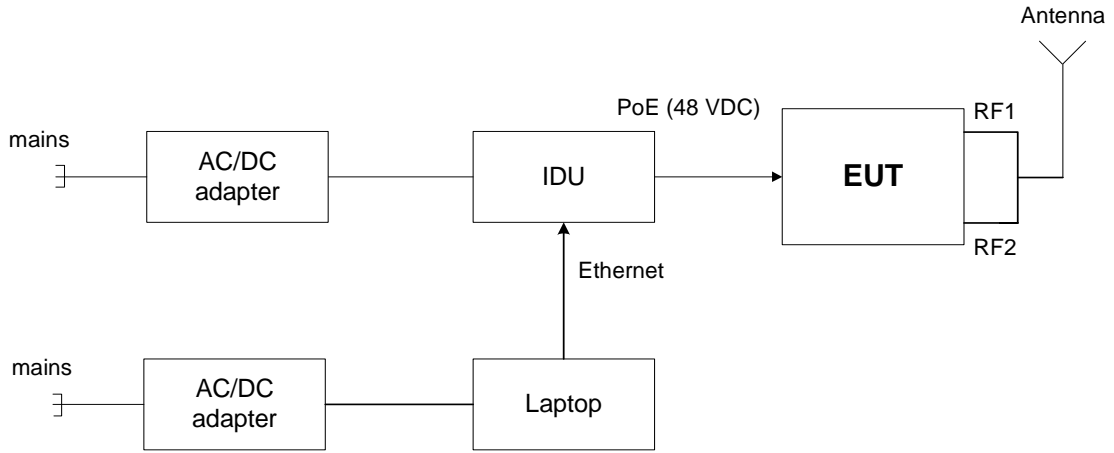 Antenna
PoE (48 VDC)
RF1
mains
AC/DC
adapter
IDU
EUT
RF2
Ethernet
mains
AC/DC
adapter
Laptop